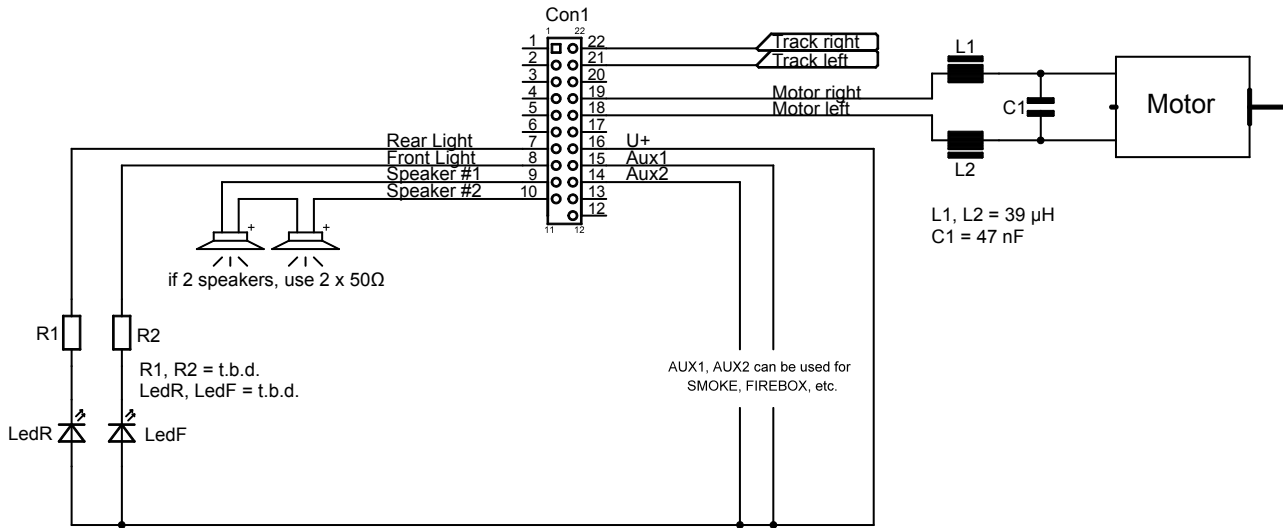 Con1
1 22
1 22 Track right
2 21 Track left
3 20
4 19 Motor right
5 18 Motor left
6 17
Rear Light 7 16 U+
Front Light 8 15 Aux1
Speaker #1 9 14 Aux2
Speaker #2 10 13
12
11 12
+ +
if 2 speakers, use 2 x 50Ω
L1
C1
L2
Motor
L1, L2 = 39 µH
C1 = 47 nF
R1
R2
R1, R2 = t.b.d.
LedR, LedF = t.b.d.
AUX1, AUX2 can be used for
SMOKE, FIREBOX, etc.
LedR
LedF